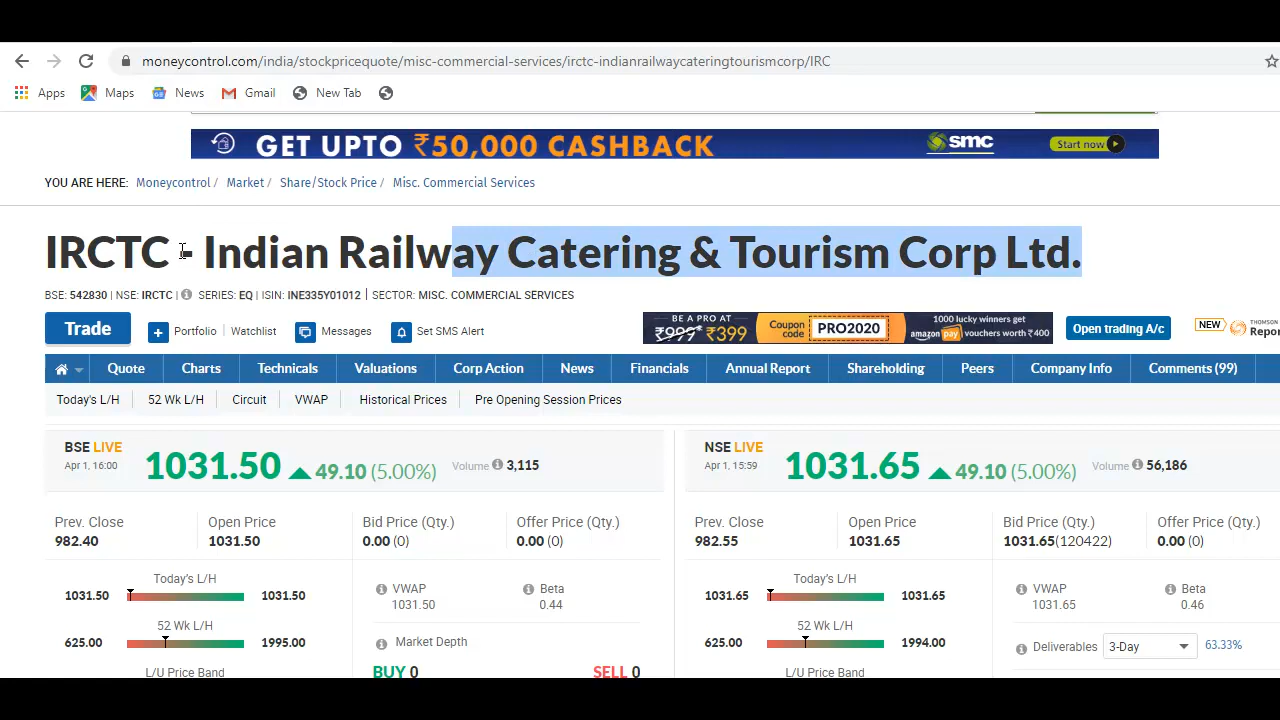 moneycontrol.com/india/stockpricequote/misc-commercial-services/irctc-indianrailwaycateringtourismcorp/IRC
Apps Maps News Gmail New Tab
GET UPTO ₹50,000 CASHBACK smc Start now
YOU ARE HERE: Moneycontrol / Market / Share/Stock Price / Misc. Commercial Services
IRCTC - Indian Railway Catering & Tourism Corp Ltd.
BSE: 542830 | NSE: IRCTC | SERIES: EQ | ISIN: INE335Y01012 | SECTOR: MISC. COMMERCIAL SERVICES
Trade + Portfolio | Watchlist Messages Set SMS Alert
BE A PRO AT ₹999* ₹399 Coupon code PRO2020 1000 lucky winners get amazon pay vouchers worth ₹400
Open trading A/c
NEW THOMSON
Repor
Quote Charts Technicals Valuations Corp Action News Financials Annual Report Shareholding Peers Company Info Comments (99)
Today's L/H 52 Wk L/H Circuit VWAP Historical Prices Pre Opening Session Prices
BSE LIVE
Apr 1, 16:00
1031.50 49.10 (5.00%) Volume 3,115
Prev. Close Open Price Bid Price (Qty.) Offer Price (Qty.)
982.40 1031.50 0.00 (0) 0.00 (0)
Today's L/H
1031.50 1031.50
52 Wk L/H
625.00 1995.00
L/U Price Band
VWAP Beta
1031.50 0.44
Market Depth
BUY 0 SELL 0
NSE LIVE
Apr 1, 15:59
1031.65 49.10 (5.00%) Volume 56,186
Prev. Close Open Price Bid Price (Qty.) Offer Price (Qty.)
982.55 1031.65 1031.65(120422) 0.00 (0)
Today's L/H
1031.65 1031.65
52 Wk L/H
625.00 1994.00
L/U Price Band
VWAP Beta
1031.65 0.46
Deliverables 3-Day 63.33%